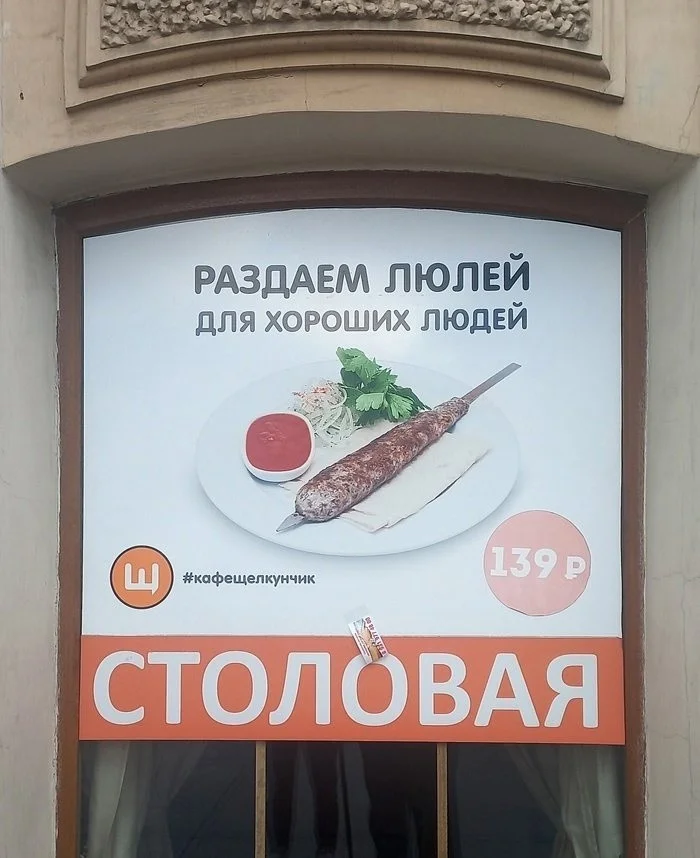 РАЗДАЕМ ЛЮЛЕЙ
ДЛЯ ХОРОШИХ ЛЮДЕЙ
Щ #кафещелкунчик
139 ₽
СТОЛОВАЯ